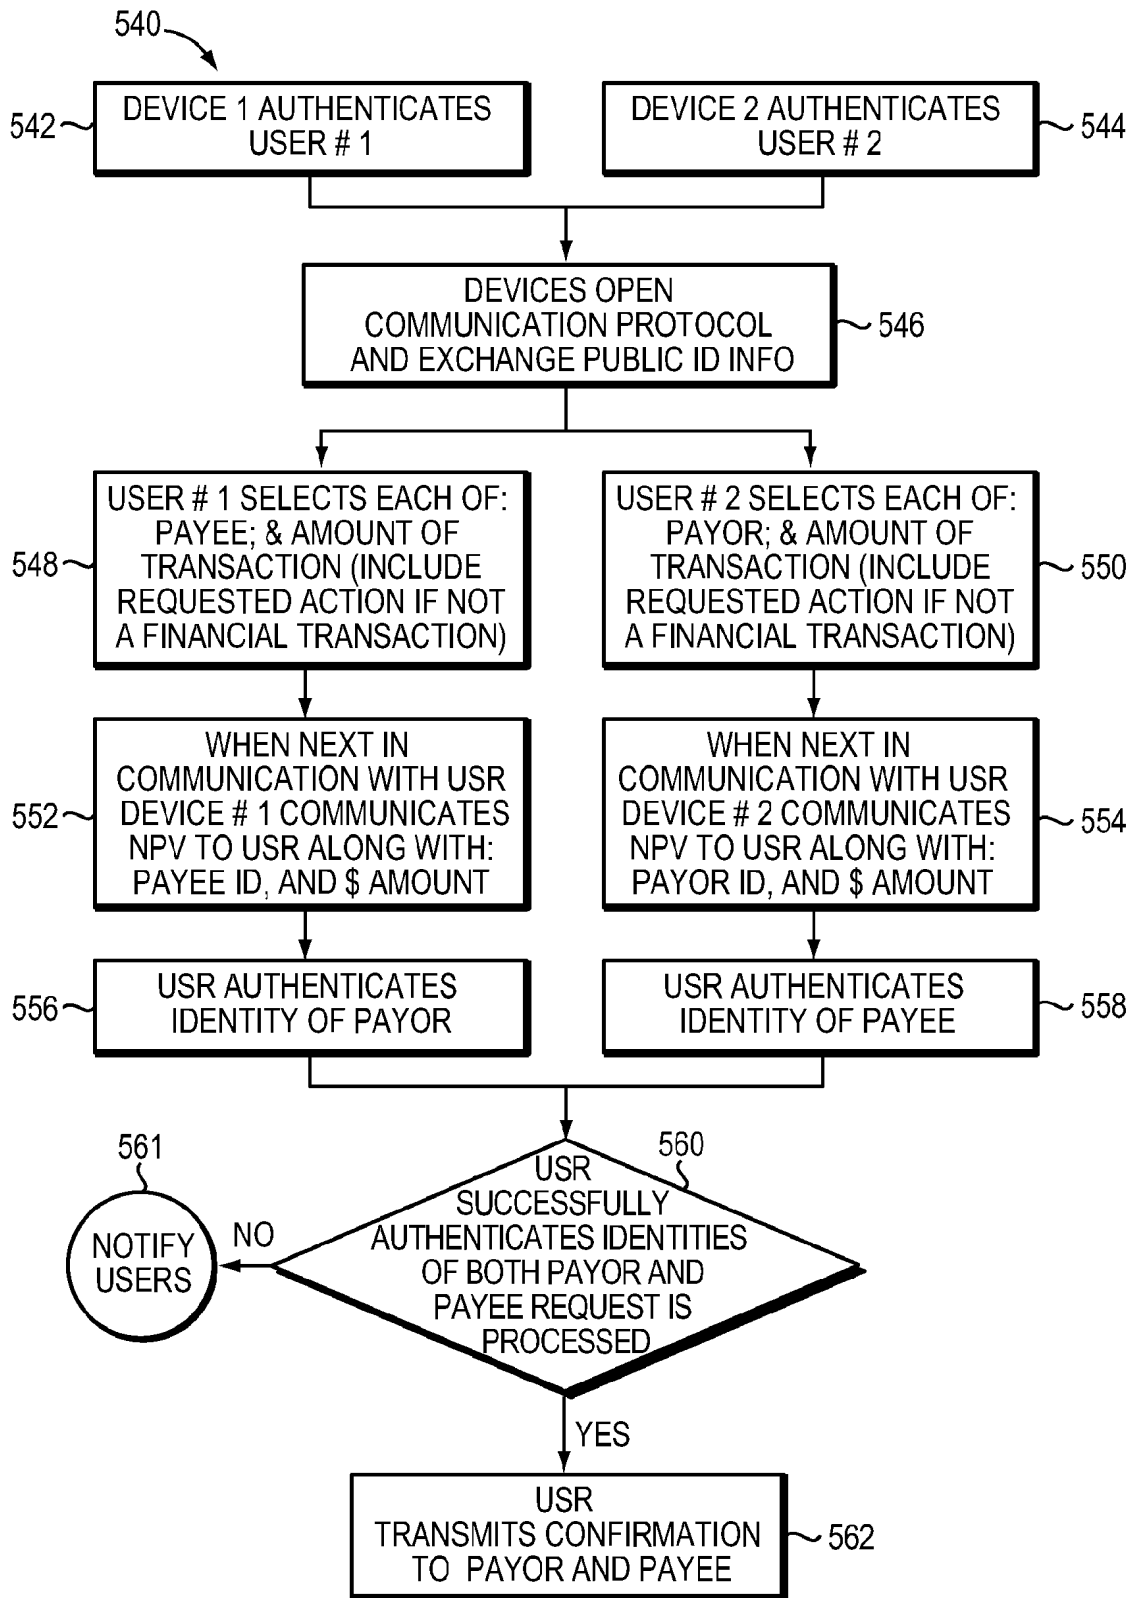 540
542
DEVICE 1 AUTHENTICATES
USER # 1
DEVICE 2 AUTHENTICATES
USER # 2
544
DEVICES OPEN
COMMUNICATION PROTOCOL
AND EXCHANGE PUBLIC ID INFO
546
548
USER # 1 SELECTS EACH OF:
PAYEE; & AMOUNT OF
TRANSACTION (INCLUDE
REQUESTED ACTION IF NOT
A FINANCIAL TRANSACTION)
USER # 2 SELECTS EACH OF:
PAYOR; & AMOUNT OF
TRANSACTION (INCLUDE
REQUESTED ACTION IF NOT
A FINANCIAL TRANSACTION)
550
552
WHEN NEXT IN
COMMUNICATION WITH USR
DEVICE # 1 COMMUNICATES
NPV TO USR ALONG WITH:
PAYEE ID, AND $ AMOUNT
WHEN NEXT IN
COMMUNICATION WITH USR
DEVICE # 2 COMMUNICATES
NPV TO USR ALONG WITH:
PAYOR ID, AND $ AMOUNT
554
556
USR AUTHENTICATES
IDENTITY OF PAYOR
USR AUTHENTICATES
IDENTITY OF PAYEE
558
561
NOTIFY
USERS
NO
560
USR
SUCCESSFULLY
AUTHENTICATES IDENTITIES
OF BOTH PAYOR AND
PAYEE REQUEST IS
PROCESSED
YES
USR
TRANSMITS CONFIRMATION
TO PAYOR AND PAYEE
562